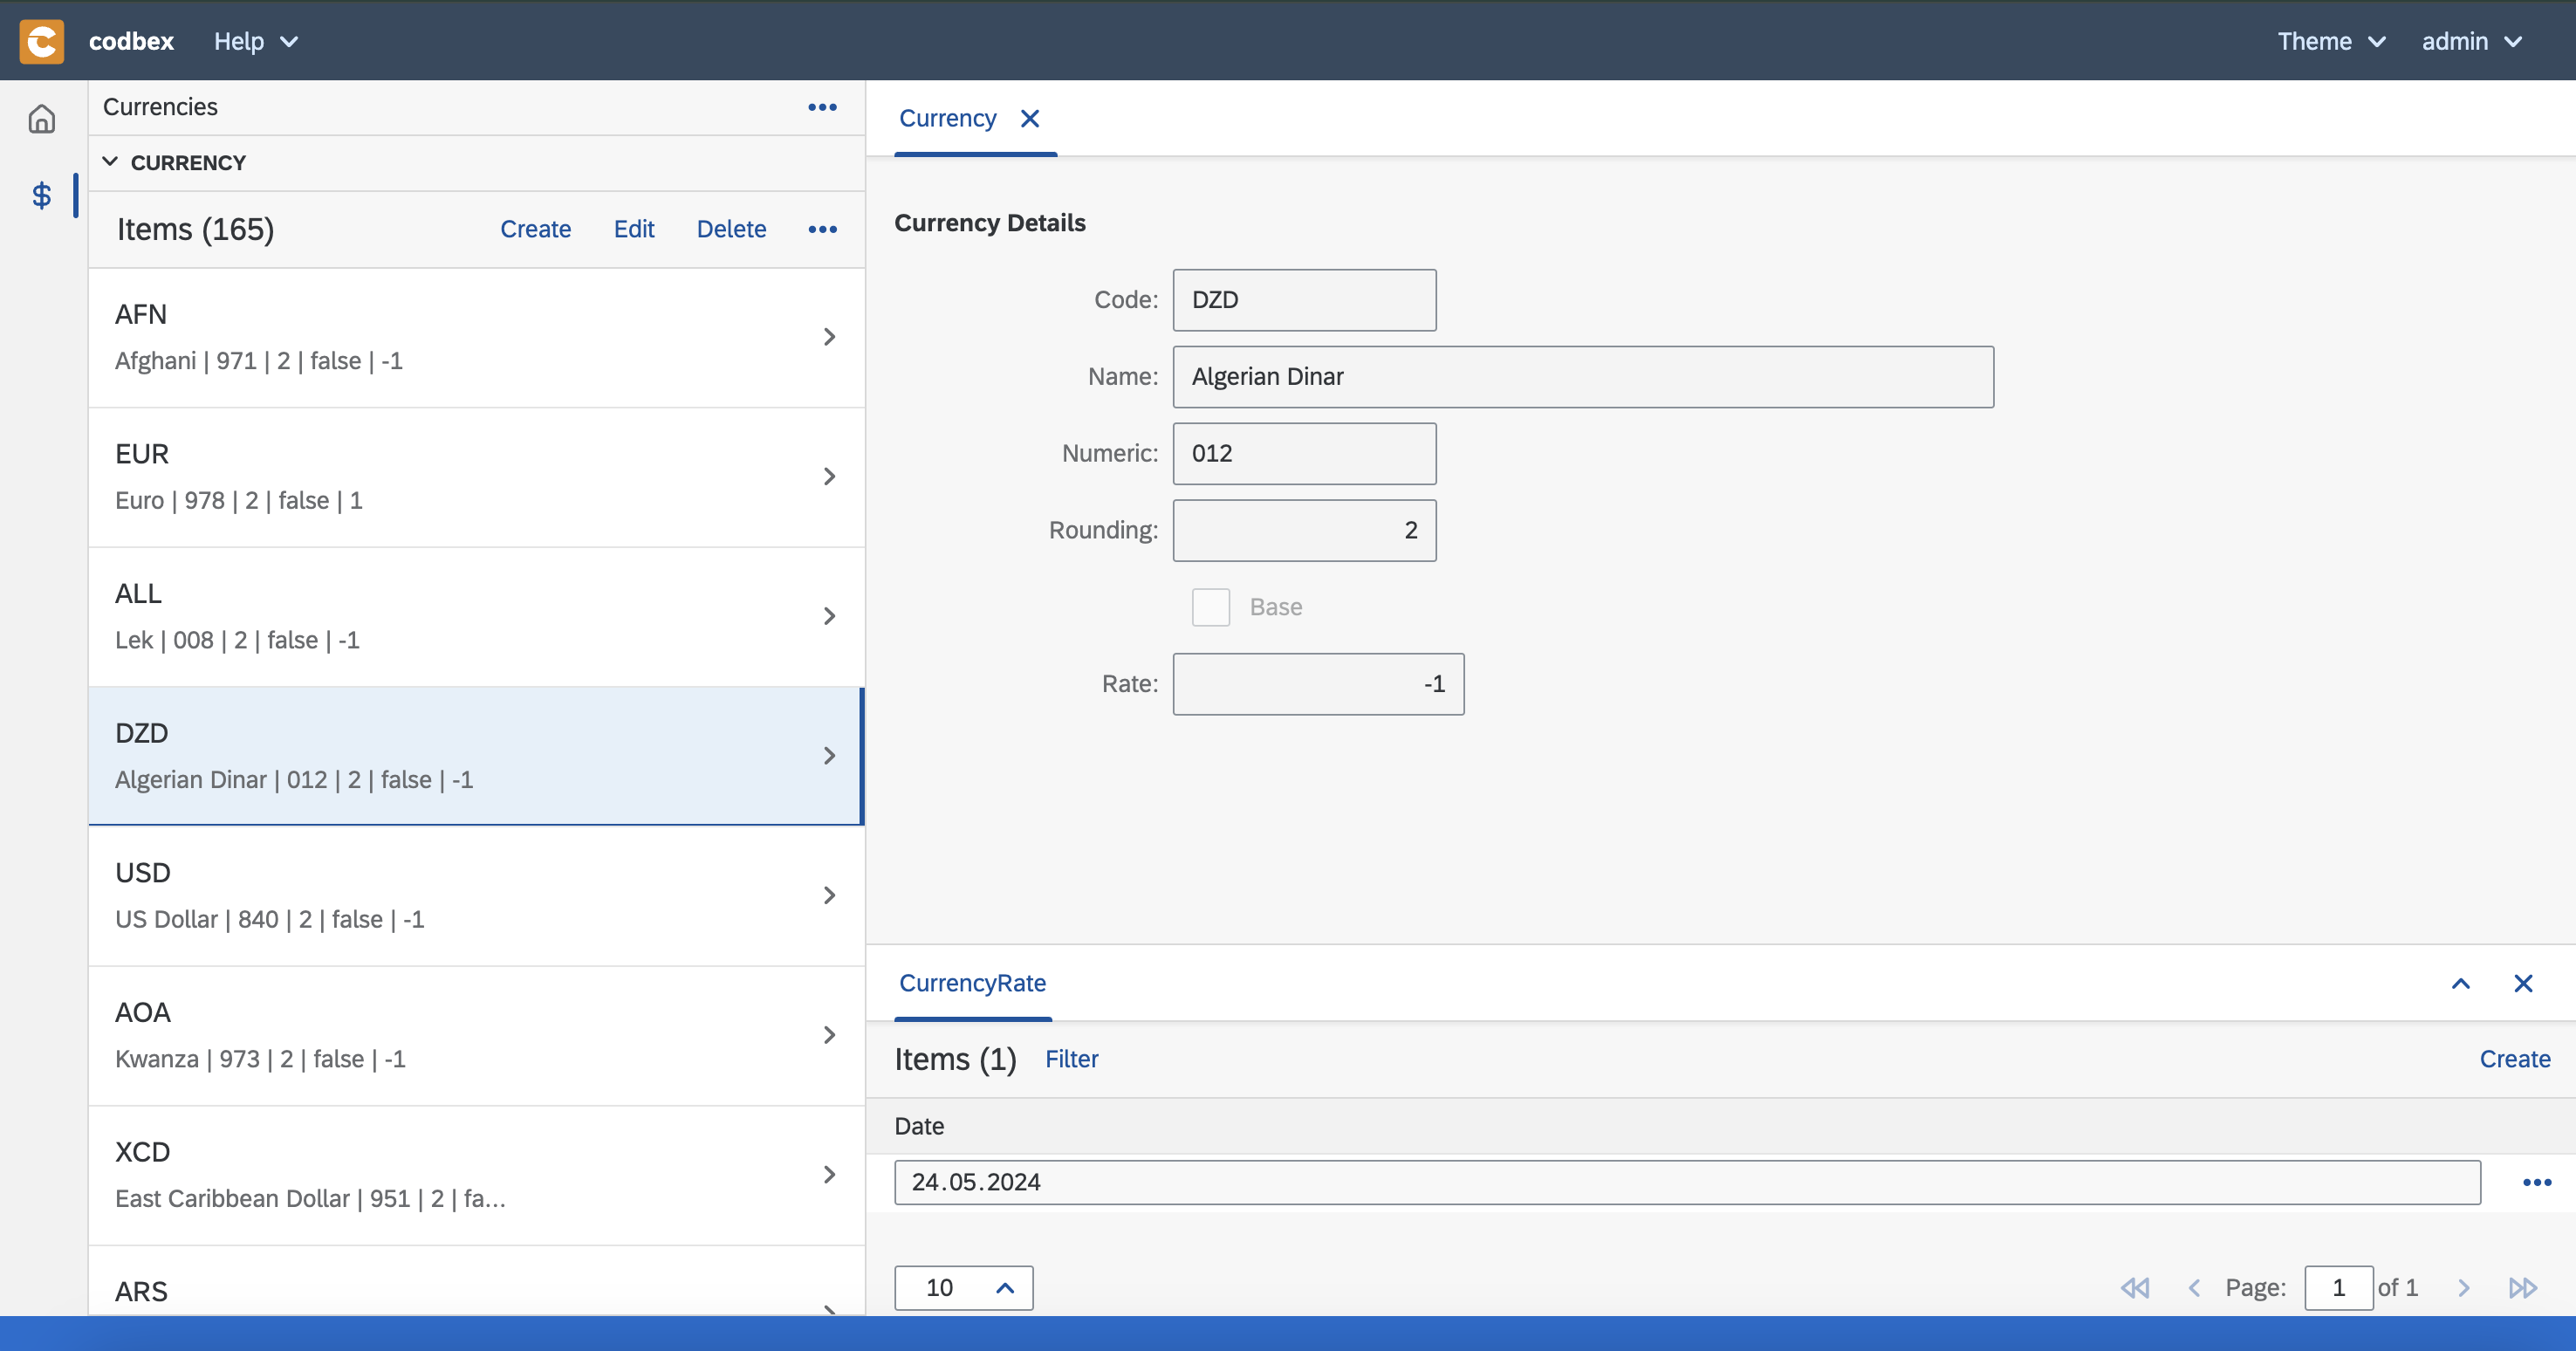 codbex Help Theme admin
Currencies
CURRENCY
Items (165) Create Edit Delete
AFN
Afghani | 971 | 2 | false | -1
EUR
Euro | 978 | 2 | false | 1
ALL
Lek | 008 | 2 | false | -1
DZD
Algerian Dinar | 012 | 2 | false | -1
USD
US Dollar | 840 | 2 | false | -1
AOA
Kwanza | 973 | 2 | false | -1
XCD
East Caribbean Dollar | 951 | 2 | fa...
ARS
Currency
Currency Details
Code: DZD
Name: Algerian Dinar
Numeric: 012
Rounding: 2
Base
Rate: -1
CurrencyRate
Items (1) Filter Create
Date
24.05.2024
10 Page: 1 of 1